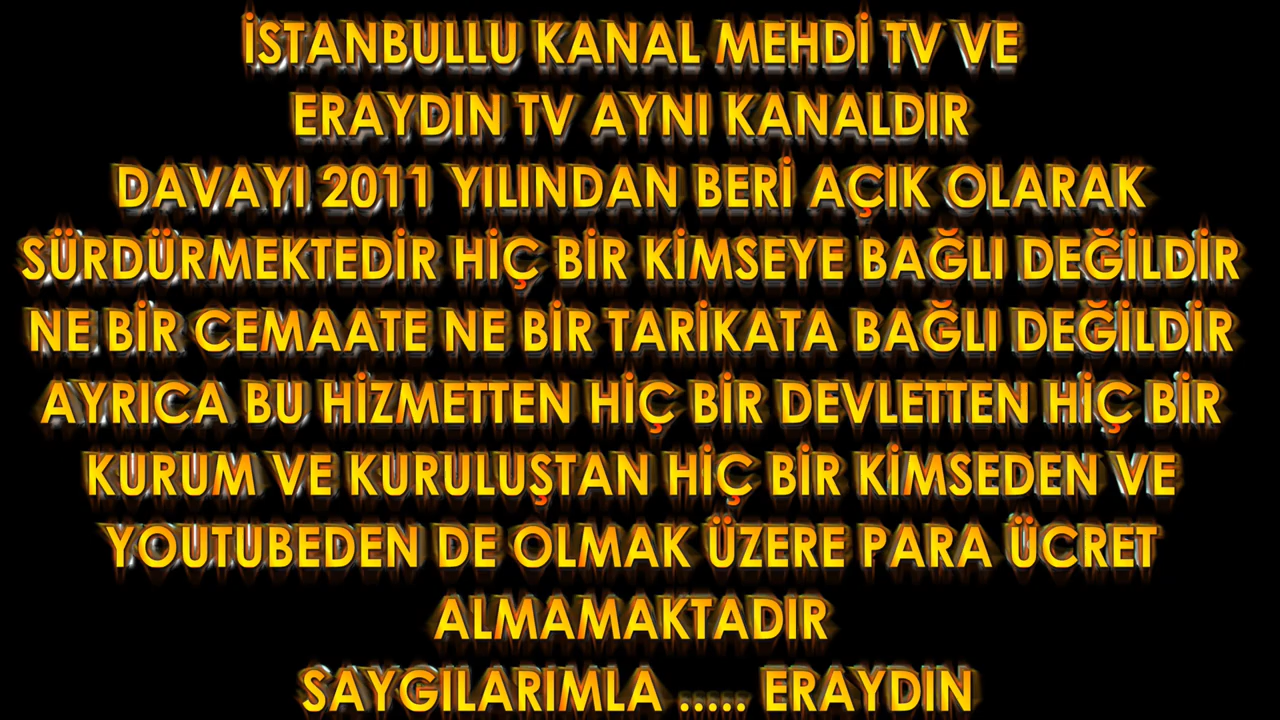 İSTANBULLU KANAL MEHDİ TV VE
ERAYDIN TV AYNI KANALDIR
DAVAYI 2011 YILINDAN BERİ AÇIK OLARAK
SÜRDÜRMEKTEDİR HİÇ BİR KİMSEYE BAĞLI DEĞİLDİR
NE BİR CEMAATE NE BİR TARİKATA BAĞLI DEĞİLDİR
AYRICA BU HİZMETTEN HİÇ BİR DEVLETTEN HİÇ BİR
KURUM VE KURULUŞTAN HİÇ BİR KİMSEDEN VE
YOUTUBEDEN DE OLMAK ÜZERE PARA ÜCRET
ALMAMAKTADIR
SAYGILARIMLA ..... ERAYDIN